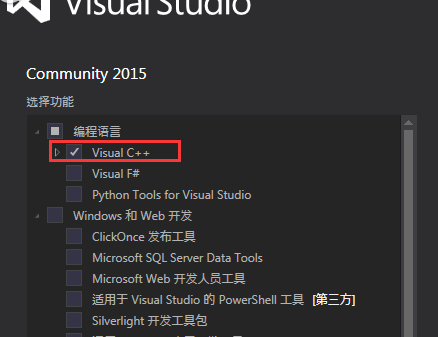 Visual Studio
Community 2015
选择功能
编程语言
Visual C++
Visual F#
Python Tools for Visual Studio
Windows 和 Web 开发
ClickOnce 发布工具
Microsoft SQL Server Data Tools
Microsoft Web 开发人员工具
适用于 Visual Studio 的 PowerShell 工具 [第三方]
Silverlight 开发工具包